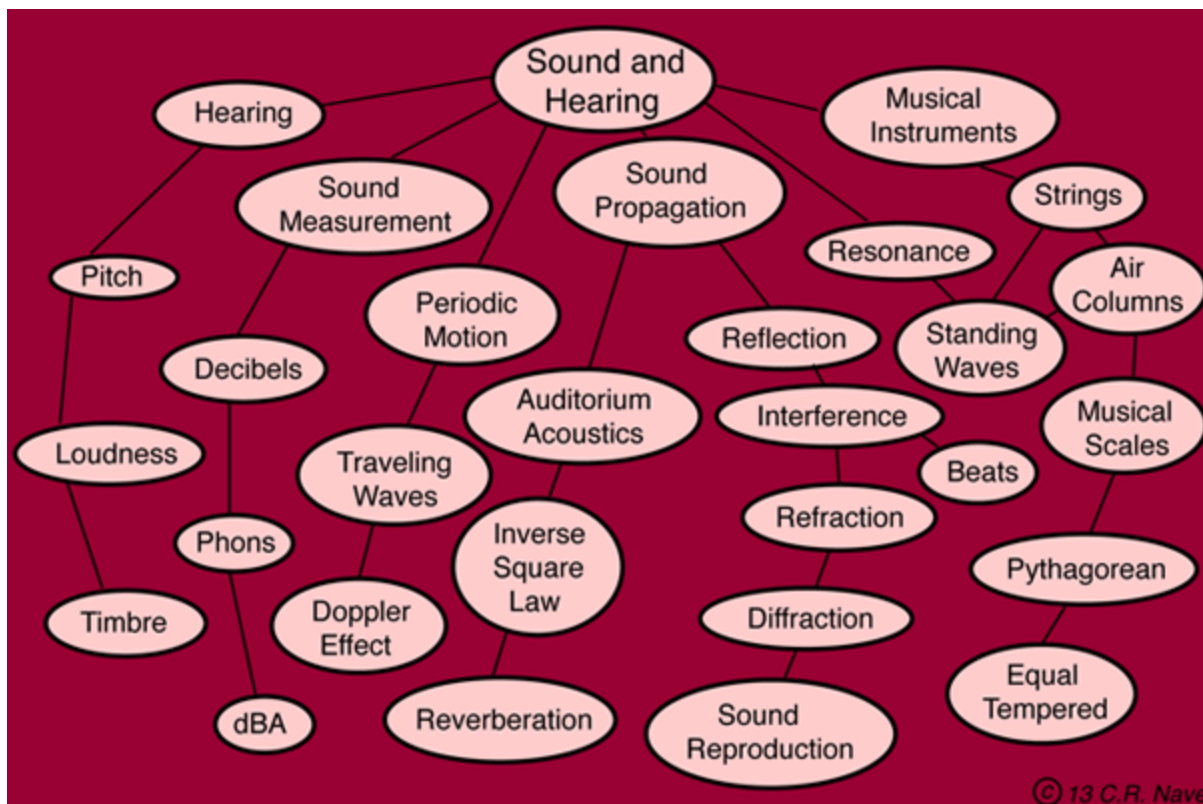 Sound and
Hearing
Hearing
Musical
Instruments
Sound
Measurement
Sound
Propagation
Strings
Resonance
Pitch
Air
Columns
Periodic
Motion
Reflection
Standing
Waves
Decibels
Auditorium
Acoustics
Interference
Musical
Scales
Loudness
Traveling
Waves
Beats
Phons
Inverse
Square
Law
Refraction
Pythagorean
Timbre
Doppler
Effect
Diffraction
Equal
Tempered
dBA
Reverberation
Sound
Reproduction
© 13 C.R.